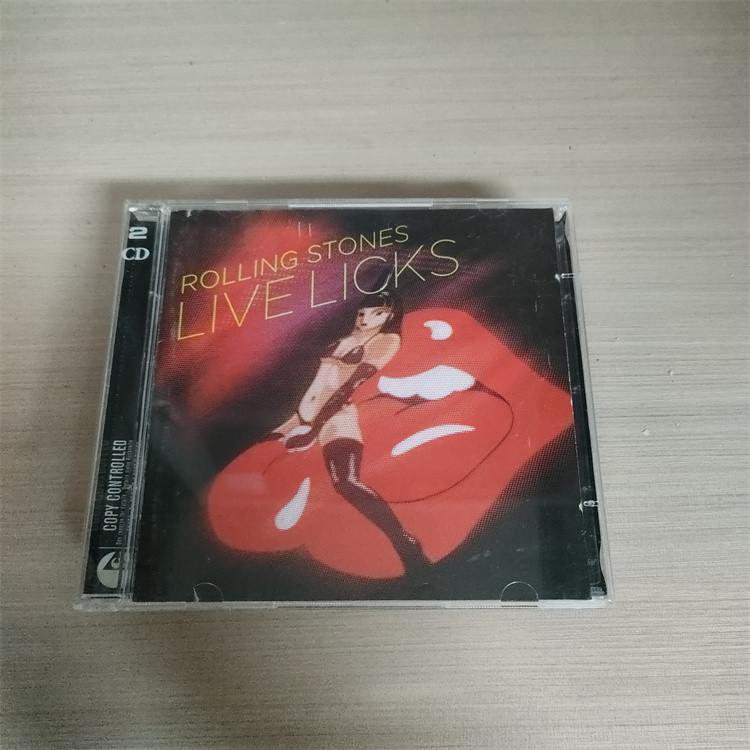 2
CD
ROLLING STONES
LIVE LICKS
COPY CONTROLLED